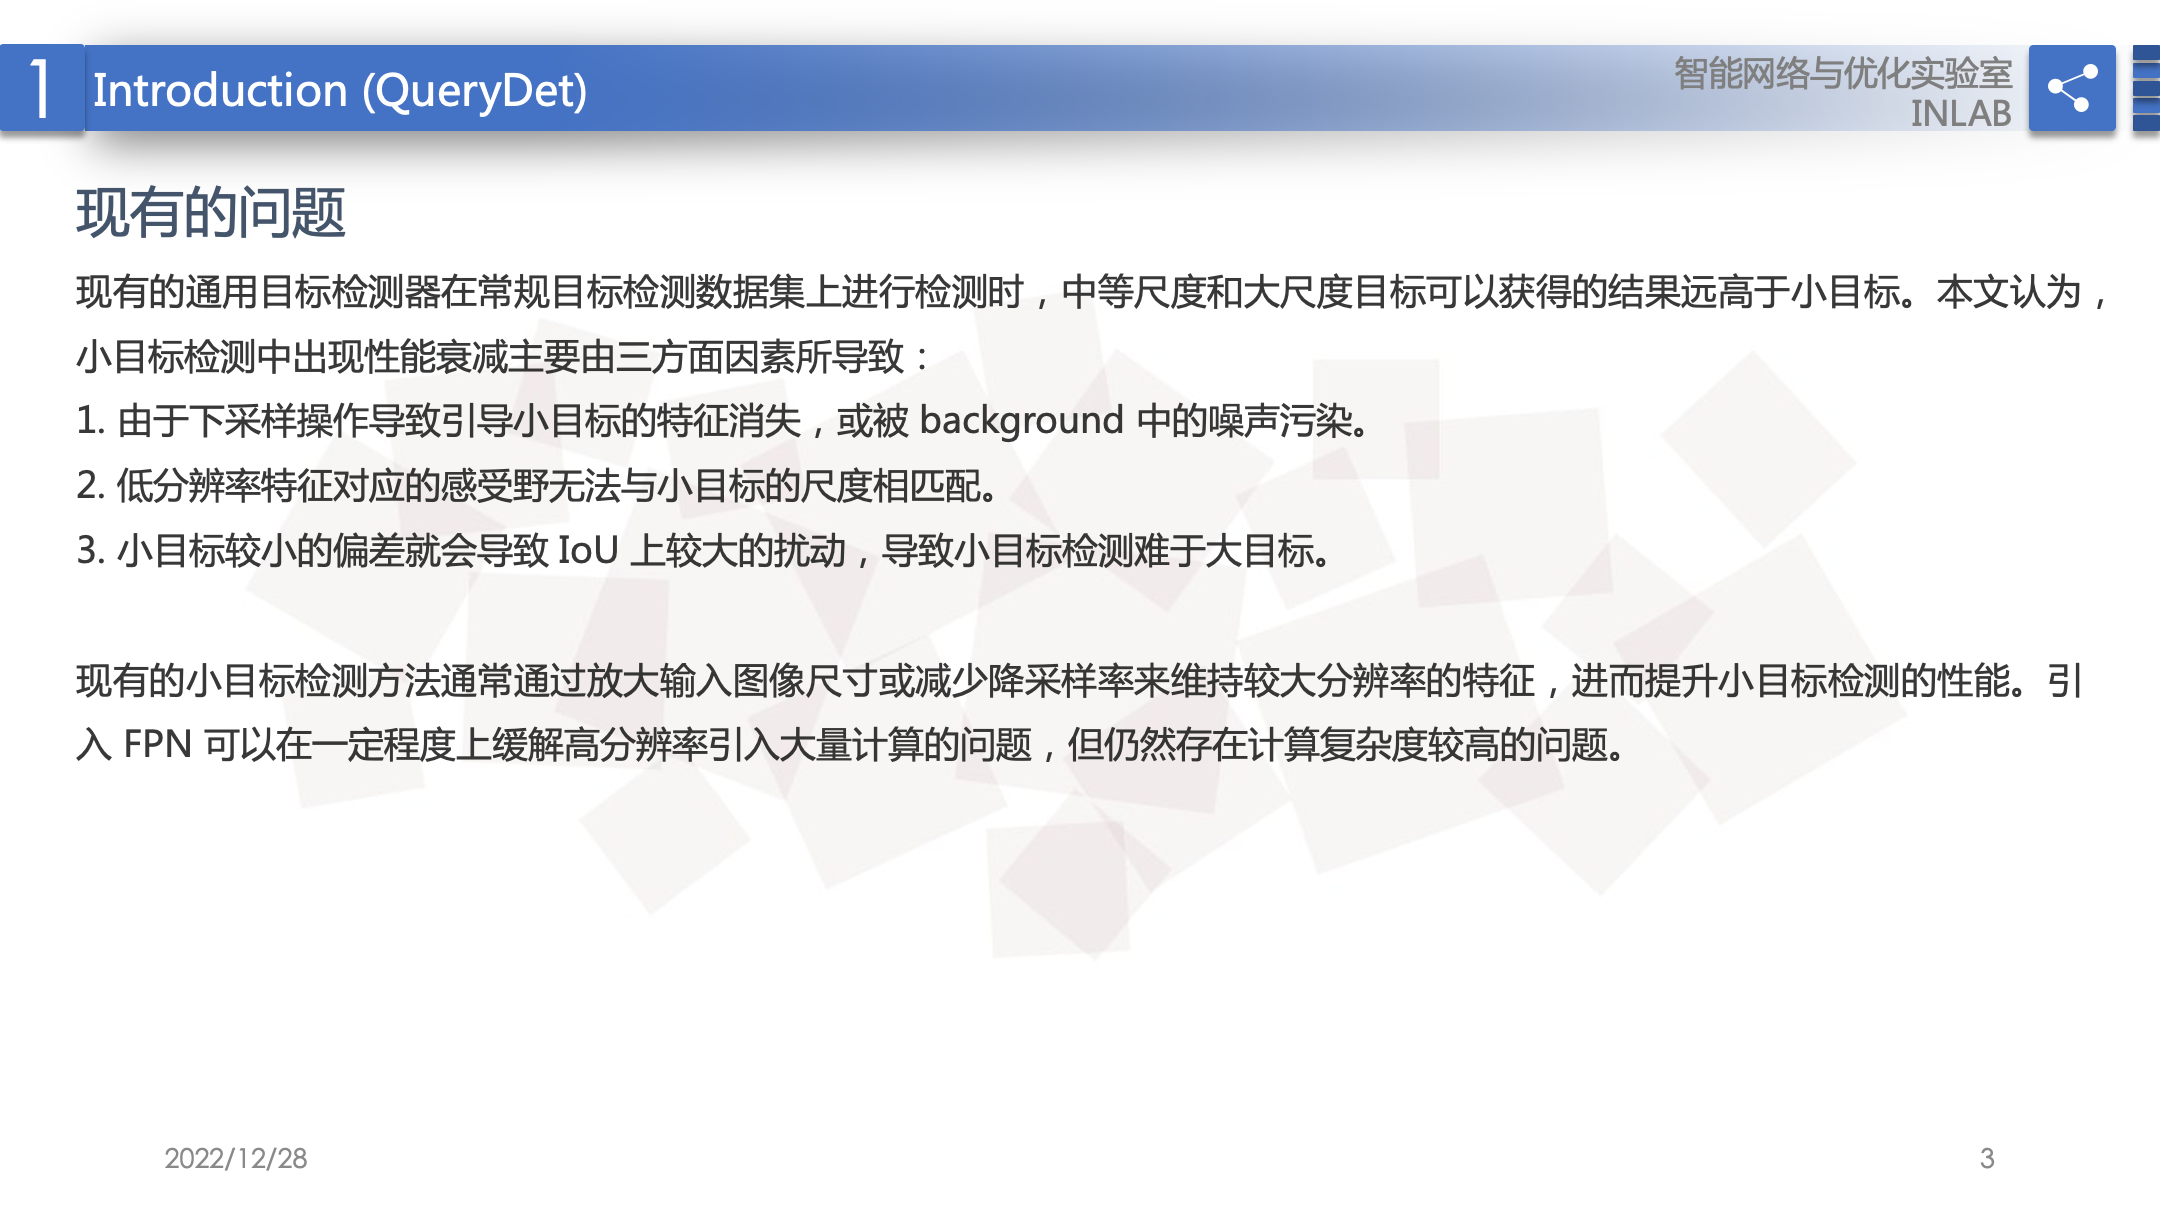 1
Introduction (QueryDet)
智能网络与优化实验室
INLAB
现有的问题
现有的通用目标检测器在常规目标检测数据集上进行检测时，中等尺度和大尺度目标可以获得的结果远高于小目标。本文认为，
小目标检测中出现性能衰减主要由三方面因素所导致：
1. 由于下采样操作导致引导小目标的特征消失，或被 background 中的噪声污染。
2. 低分辨率特征对应的感受野无法与小目标的尺度相匹配。
3. 小目标较小的偏差就会导致 IoU 上较大的扰动，导致小目标检测难于大目标。
现有的小目标检测方法通常通过放大输入图像尺寸或减少降采样率来维持较大分辨率的特征，进而提升小目标检测的性能。引
入 FPN 可以在一定程度上缓解高分辨率引入大量计算的问题，但仍然存在计算复杂度较高的问题。
2022/12/28
3